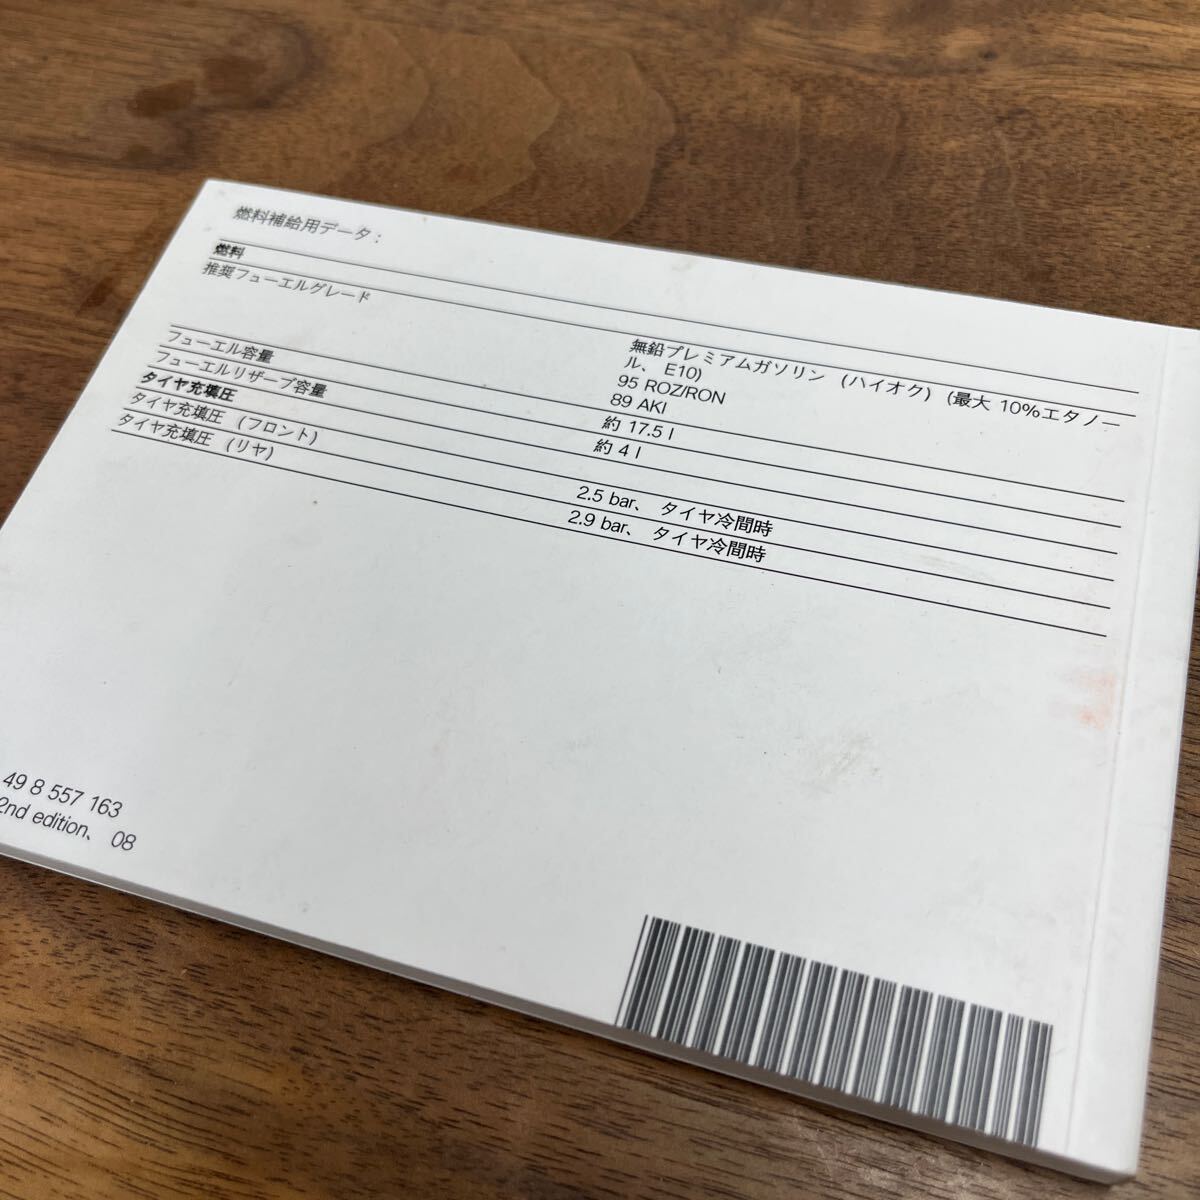 燃料補給用データ:
燃料
推奨フューエルグレード
無鉛プレミアムガソリン (ハイオク) (最大 10%エタノー
ル、 E10)
95 ROZ/RON
89 AKI
フューエル容量
約 17.5 l
フューエルリザーブ容量
約 4 l
タイヤ充填圧
タイヤ充填圧 (フロント)
2.5 bar、 タイヤ冷間時
タイヤ充填圧 (リヤ)
2.9 bar、 タイヤ冷間時
49 8 557 163
2nd edition、 08